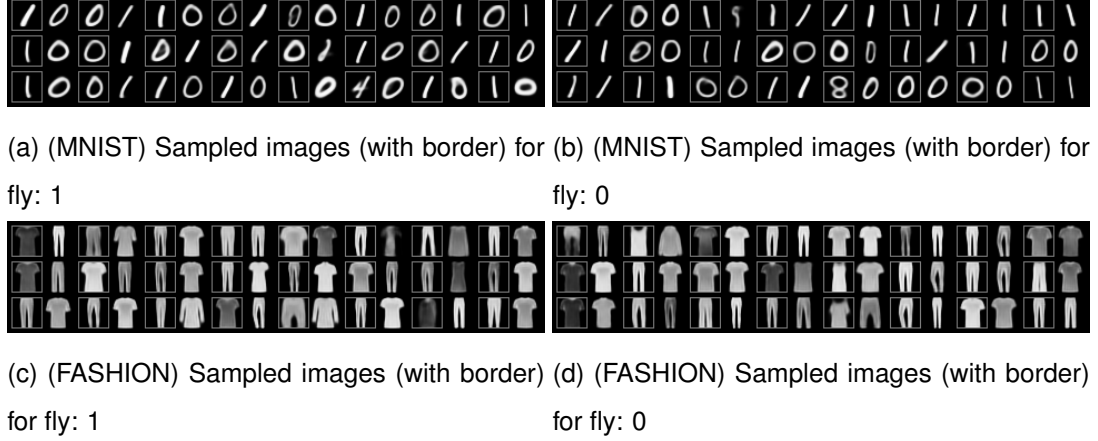 (a) (MNIST) Sampled images (with border) for
fly: 1
(b) (MNIST) Sampled images (with border) for
fly: 0
(c) (FASHION) Sampled images (with border)
for fly: 1
(d) (FASHION) Sampled images (with border)
for fly: 0